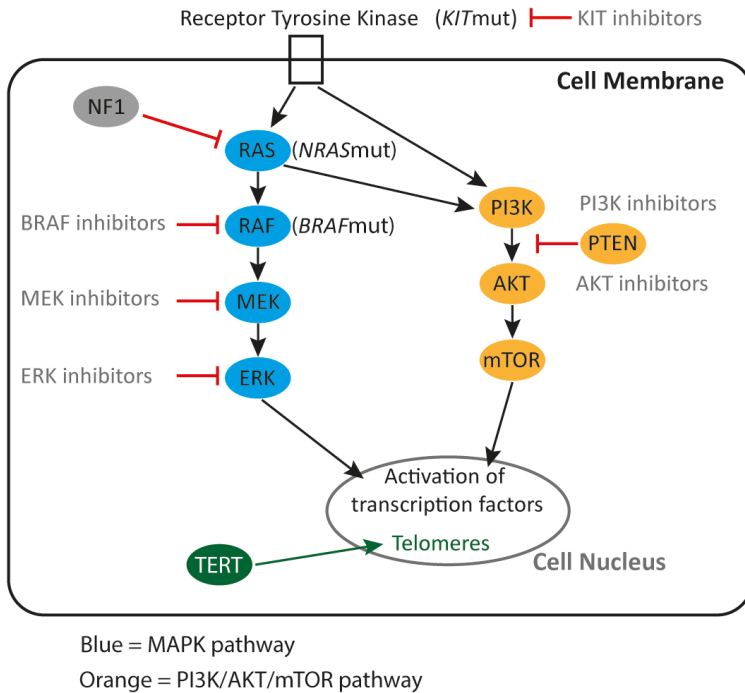 Receptor Tyrosine Kinase (KITmut) KIT inhibitors
Cell Membrane
NF1
RAS (NRASmut)
PI3K PI3K inhibitors
BRAF inhibitors RAF (BRAFmut)
PTEN
AKT AKT inhibitors
MEK inhibitors MEK
mTOR
ERK inhibitors ERK
Activation of
transcription factors
Telomeres
Cell Nucleus
TERT
Blue = MAPK pathway
Orange = PI3K/AKT/mTOR pathway